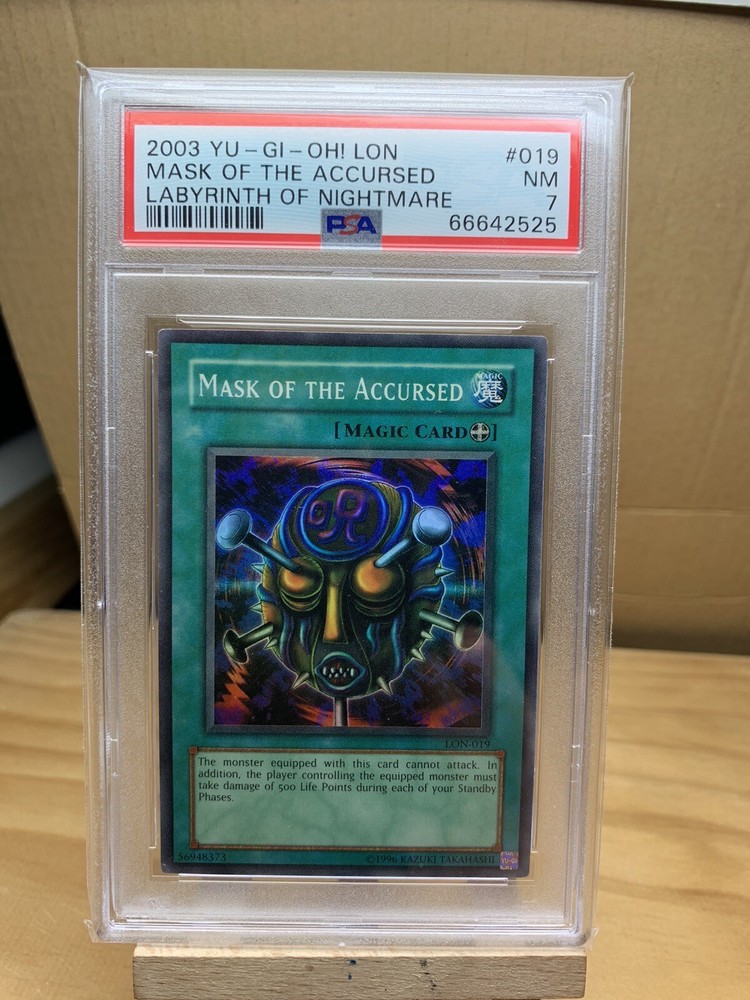 2003 YU-GI-OH! LON #019
MASK OF THE ACCURSED NM
LABYRINTH OF NIGHTMARE 7
PSA 66642525
MASK OF THE ACCURSED MAGIC 魔
[MAGIC CARD]
呪
LON-019
The monster equipped with this card cannot attack. In
addition, the player controlling the equipped monster must
take damage of 500 Life Points during each of your Standby
Phases.
56948373 ©1996 KAZUKI TAKAHASHI